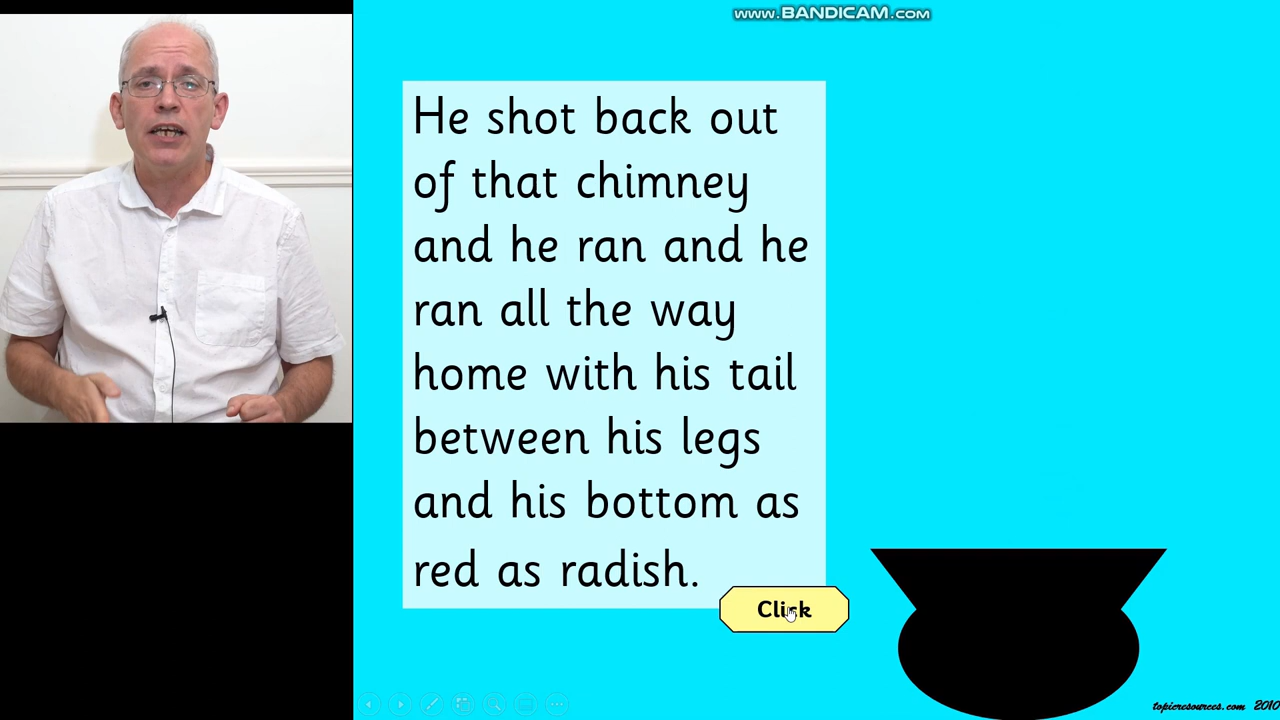 www.BANDICAM.com
He shot back out
of that chimney
and he ran and he
ran all the way
home with his tail
between his legs
and his bottom as
red as radish.
Click
topicresources.com 2010